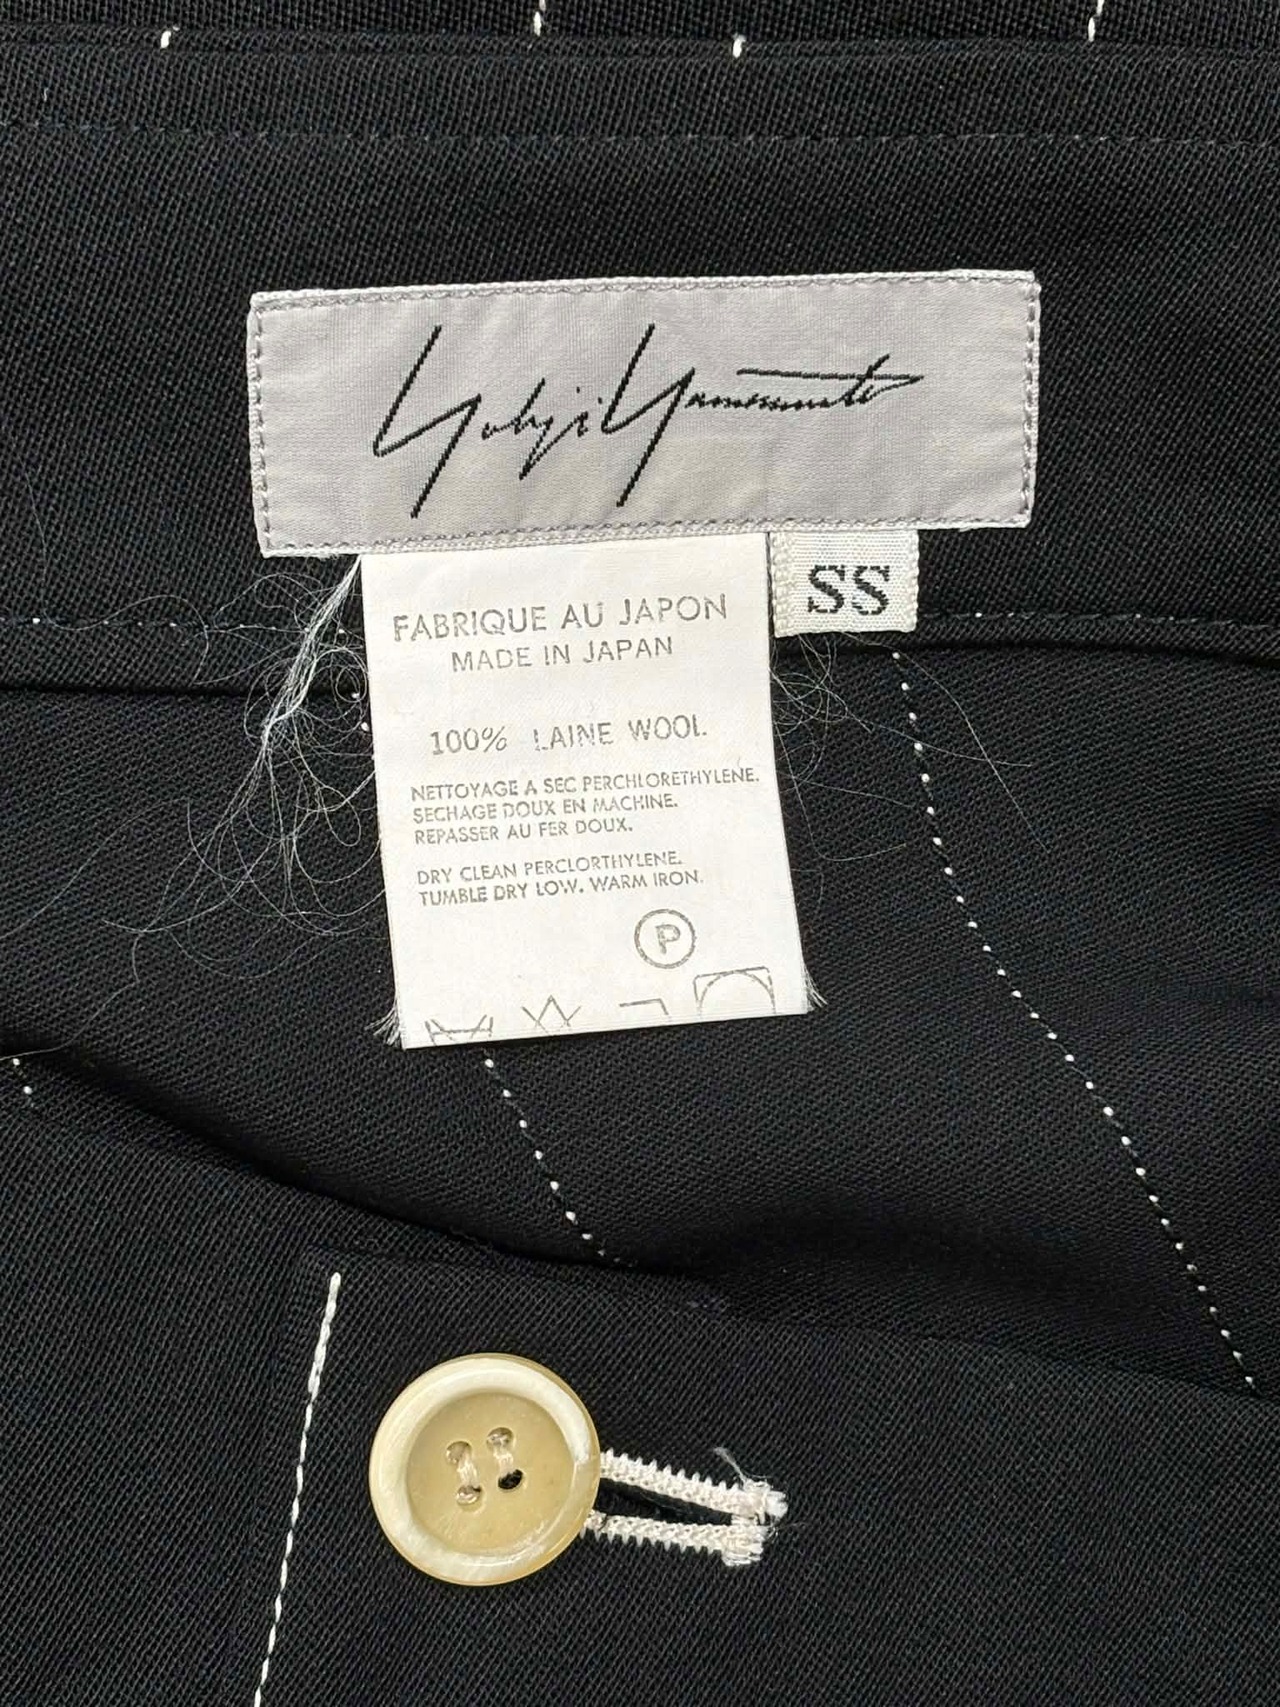 Yohji Yamamoto
SS
FABRIQUE AU JAPON
MADE IN JAPAN
100% LAINE WOOL
NETTOYAGE A SEC PERCHLORETHYLENE.
SECHAGE DOUX EN MACHINE.
REPASSER AU FER DOUX.
DRY CLEAN PERCLORTHYLENE.
TUMBLE DRY LOW. WARM IRON.
P